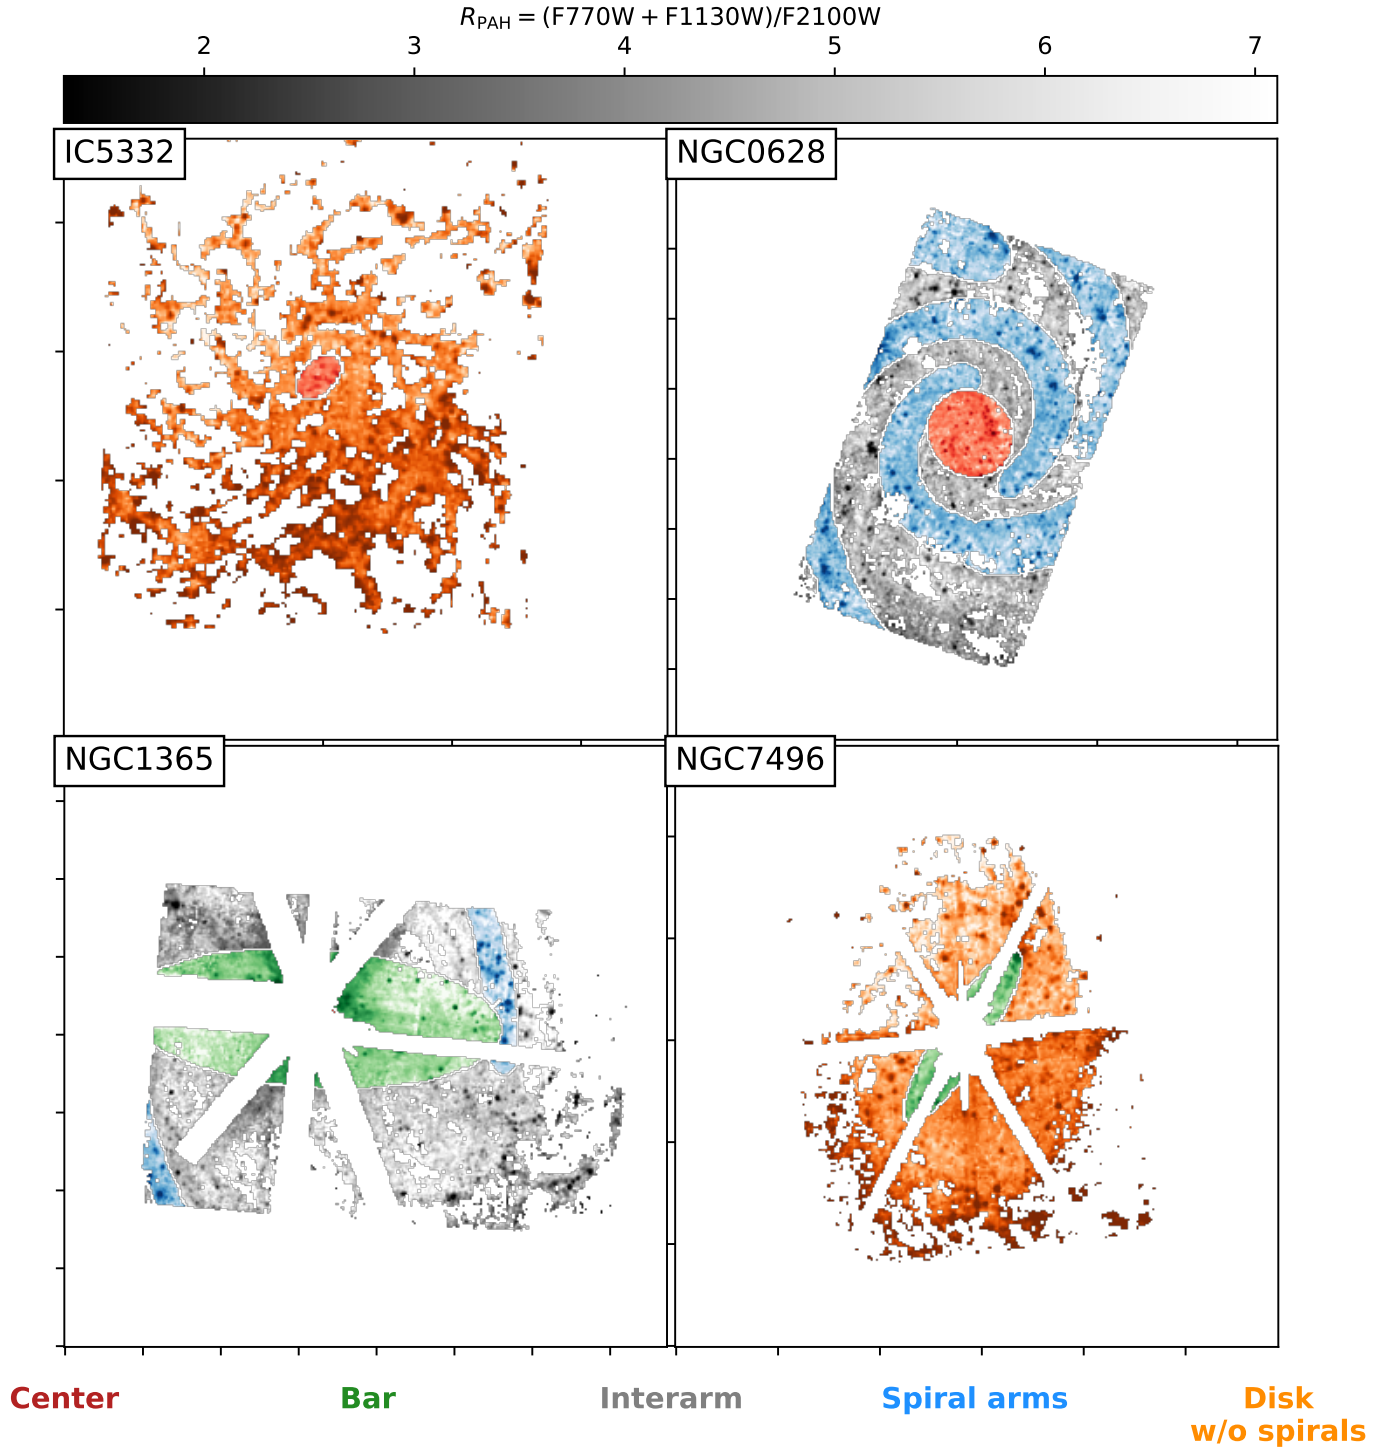 R_PAH = (F770W + F1130W)/F2100W
2 3 4 5 6 7
IC5332 NGC0628
NGC1365 NGC7496
Center Bar Interarm Spiral arms Disk
w/o spirals